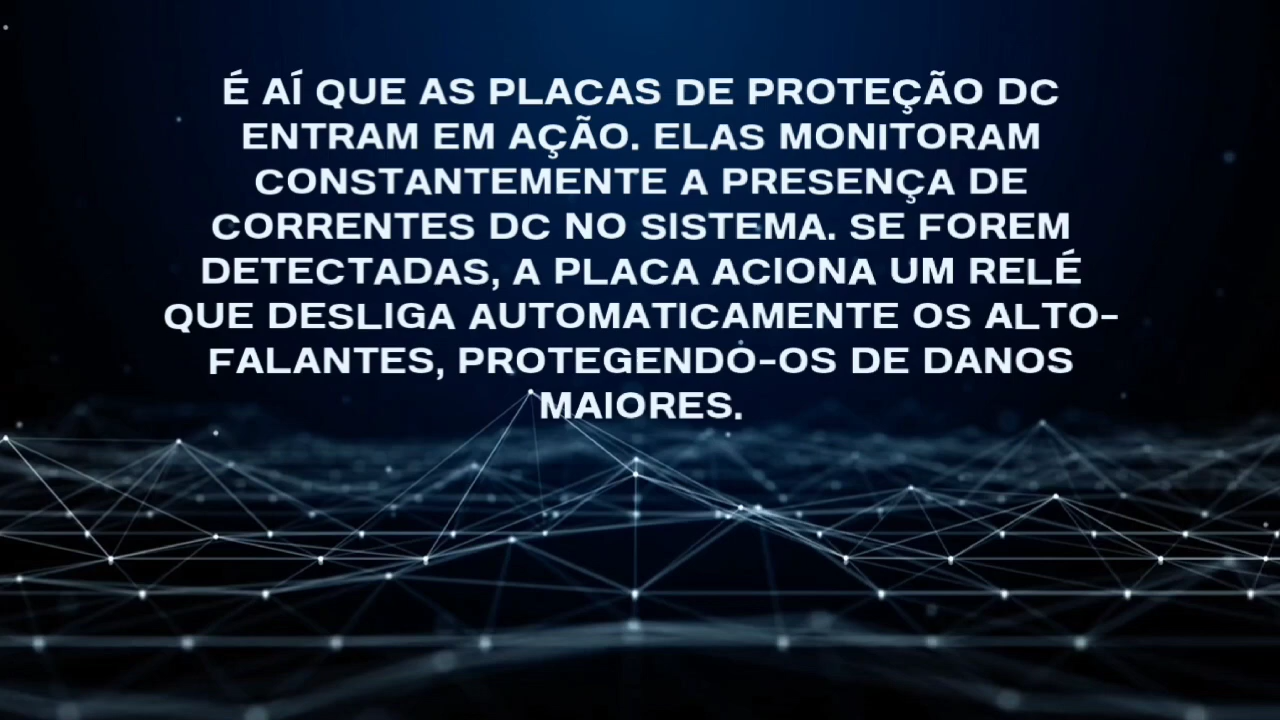 É AÍ QUE AS PLACAS DE PROTEÇÃO DC
ENTRAM EM AÇÃO. ELAS MONITORAM
CONSTANTEMENTE A PRESENÇA DE
CORRENTES DC NO SISTEMA. SE FOREM
DETECTADAS, A PLACA ACIONA UM RELÉ
QUE DESLIGA AUTOMATICAMENTE OS ALTO-
FALANTES, PROTEGENDO-OS DE DANOS
MAIORES.